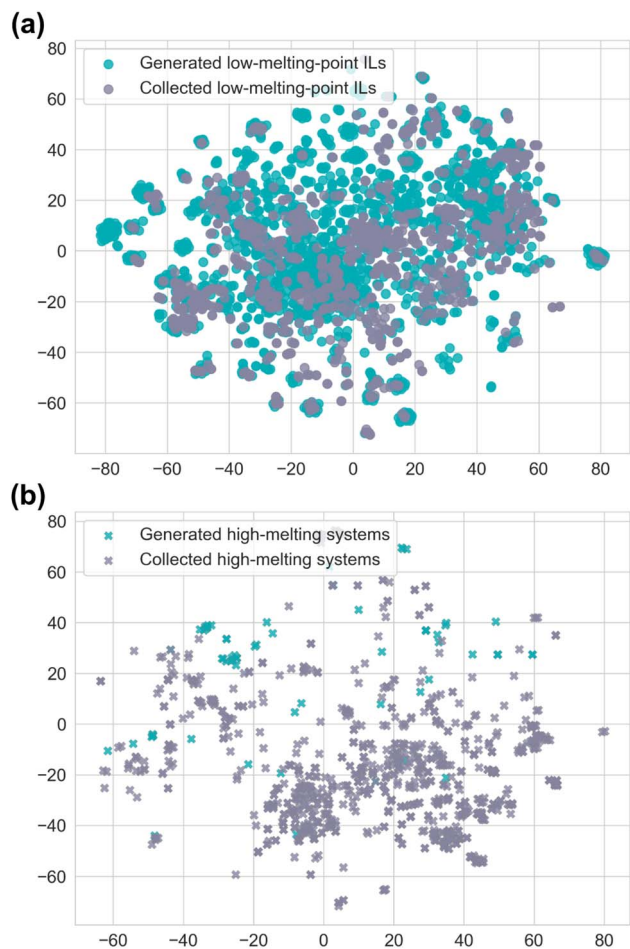 (a)
80
Generated low-melting-point ILs
Collected low-melting-point ILs
60
40
20
0
−20
−40
−60
−80 −60 −40 −20 0 20 40 60 80
(b)
80
Generated high-melting systems
Collected high-melting systems
60
40
20
0
−20
−40
−60
−60 −40 −20 0 20 40 60 80